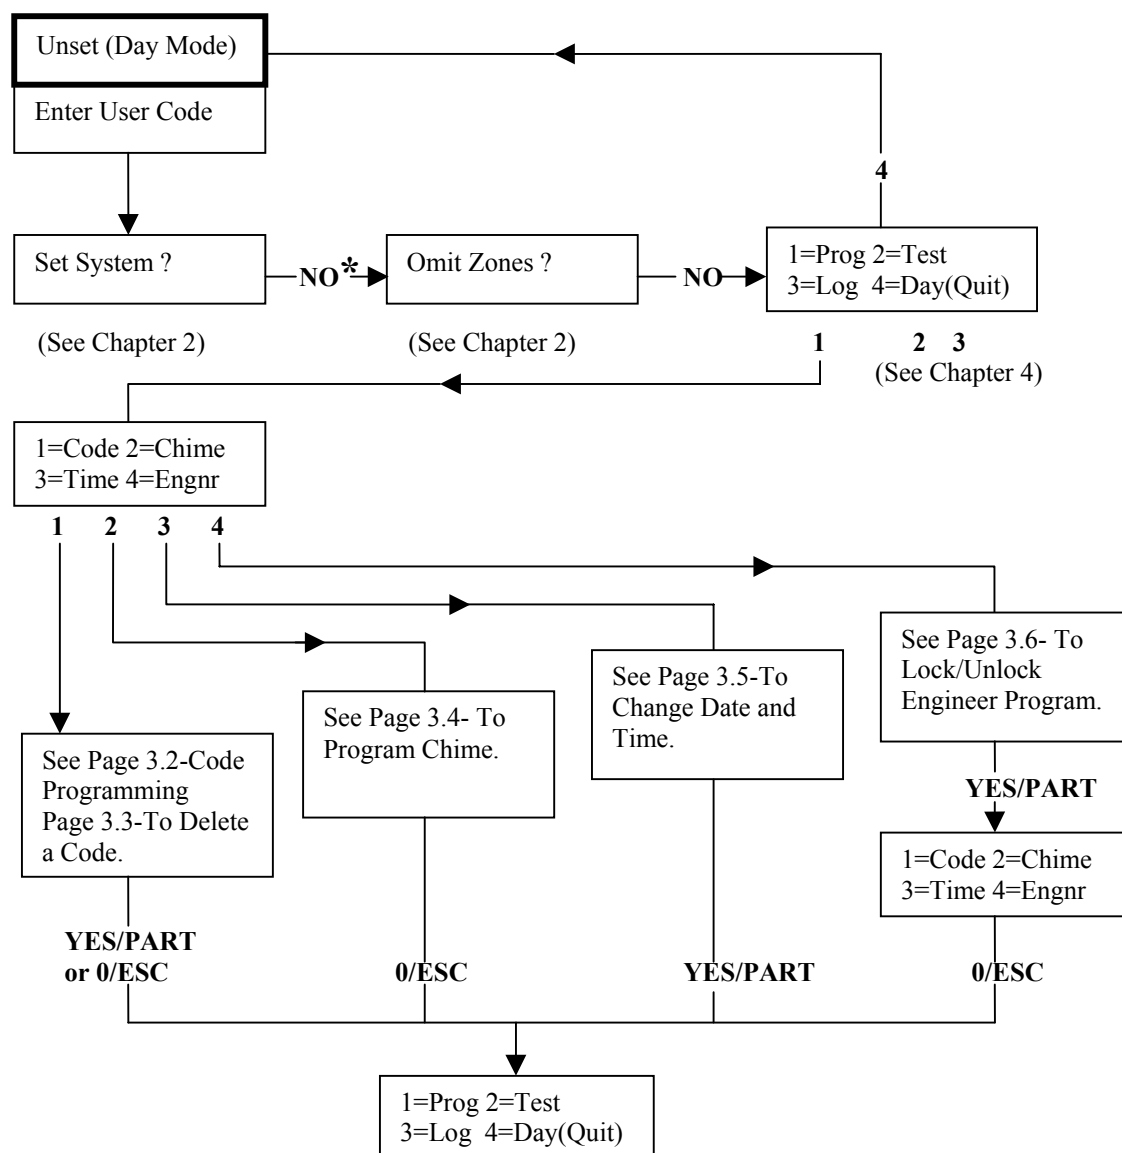 Unset (Day Mode)
Enter User Code
4
Set System ?
NO*
Omit Zones ?
NO
1=Prog 2=Test
3=Log 4=Day(Quit)
(See Chapter 2)
(See Chapter 2)
1 2 3
(See Chapter 4)
1=Code 2=Chime
3=Time 4=Engnr
1 2 3 4
See Page 3.6- To
Lock/Unlock
Engineer Program.
See Page 3.5-To
Change Date and
Time.
See Page 3.4- To
Program Chime.
See Page 3.2-Code
Programming
Page 3.3-To Delete
a Code.
YES/PART
1=Code 2=Chime
3=Time 4=Engnr
YES/PART
or 0/ESC
0/ESC
YES/PART
0/ESC
1=Prog 2=Test
3=Log 4=Day(Quit)